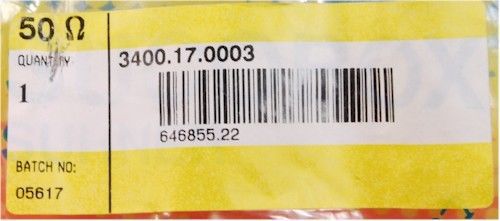 50 Ω
QUANTITY
1
BATCH NO:
05617
3400.17.0003
646855.22